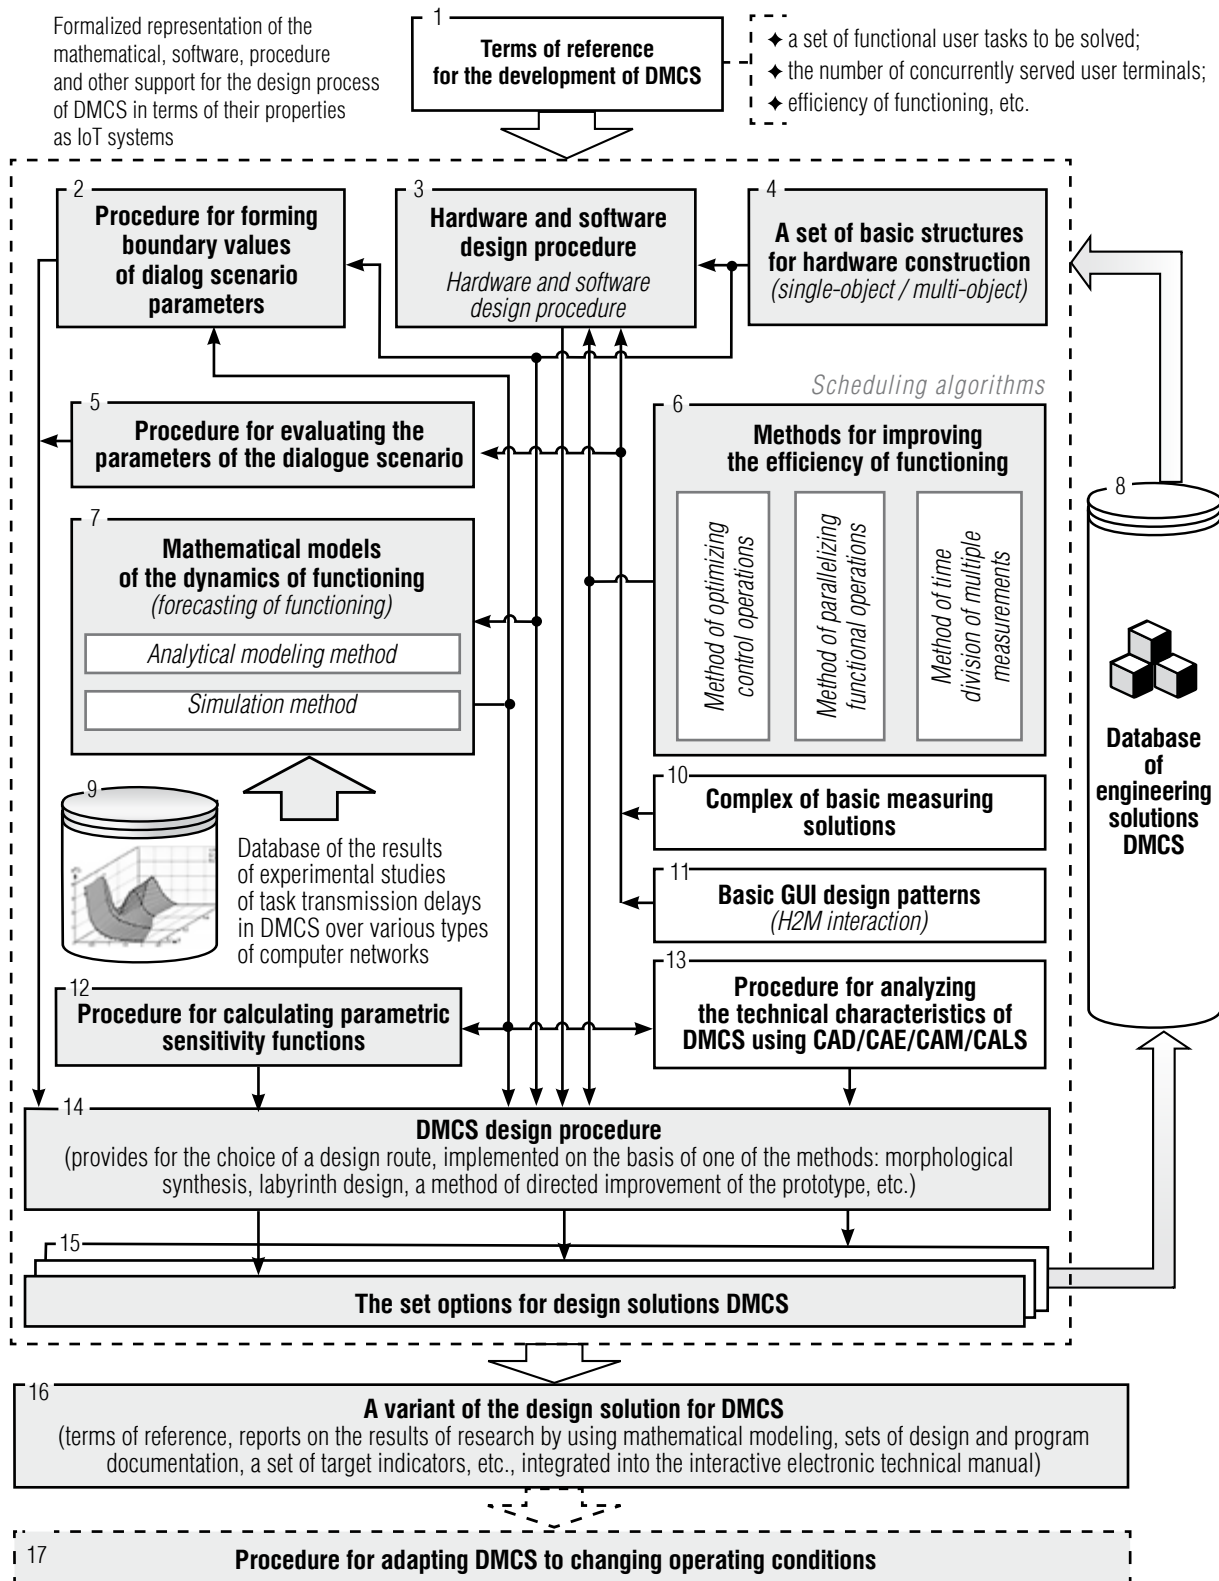 Formalized representation of the
mathematical, software, procedure
and other support for the design process
of DMCS in terms of their properties
as IoT systems
1
Terms of reference
for the development of DMCS
✦ a set of functional user tasks to be solved;
✦ the number of concurrently served user terminals;
✦ efficiency of functioning, etc.
2
Procedure for forming
boundary values
of dialog scenario
parameters
3
Hardware and software
design procedure
Hardware and software
design procedure
4
A set of basic structures
for hardware construction
(single-object / multi-object)
Scheduling algorithms
5
Procedure for evaluating the
parameters of the dialogue scenario
6
Methods for improving
the efficiency of functioning
Method of optimizing
control operations
Method of parallelizing
functional operations
Method of time
division of multiple
measurements
7
Mathematical models
of the dynamics of functioning
(forecasting of functioning)
Analytical modeling method
Simulation method
8
Database
of
engineering
solutions
DMCS
9
Database of the results
of experimental studies
of task transmission delays
in DMCS over various types
of computer networks
10
Complex of basic measuring
solutions
11
Basic GUI design patterns
(H2M interaction)
12
Procedure for calculating parametric
sensitivity functions
13
Procedure for analyzing
the technical characteristics of
DMCS using CAD/CAE/CAM/CALS
14
DMCS design procedure
(provides for the choice of a design route, implemented on the basis of one of the methods: morphological
synthesis, labyrinth design, a method of directed improvement of the prototype, etc.)
15
The set options for design solutions DMCS
16
A variant of the design solution for DMCS
(terms of reference, reports on the results of research by using mathematical modeling, sets of design and program
documentation, a set of target indicators, etc., integrated into the interactive electronic technical manual)
17
Procedure for adapting DMCS to changing operating conditions